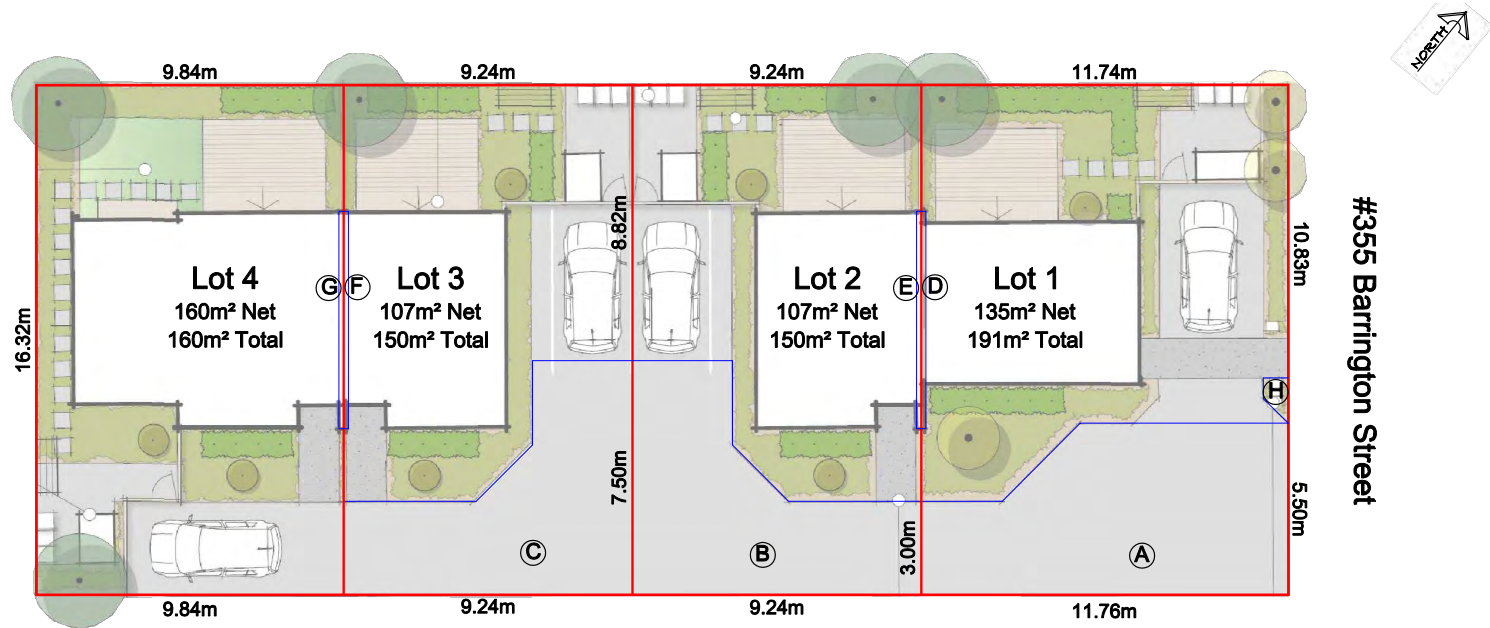 NORTH
9.84m
9.24m
9.24m
11.74m
#355 Barrington Street
8.82m
10.83m
16.32m
Lot 4
160m² Net
160m² Total
G
F
Lot 3
107m² Net
150m² Total
Lot 2
107m² Net
150m² Total
E
D
Lot 1
135m² Net
191m² Total
H
7.50m
5.50m
3.00m
C
B
A
9.84m
9.24m
9.24m
11.76m